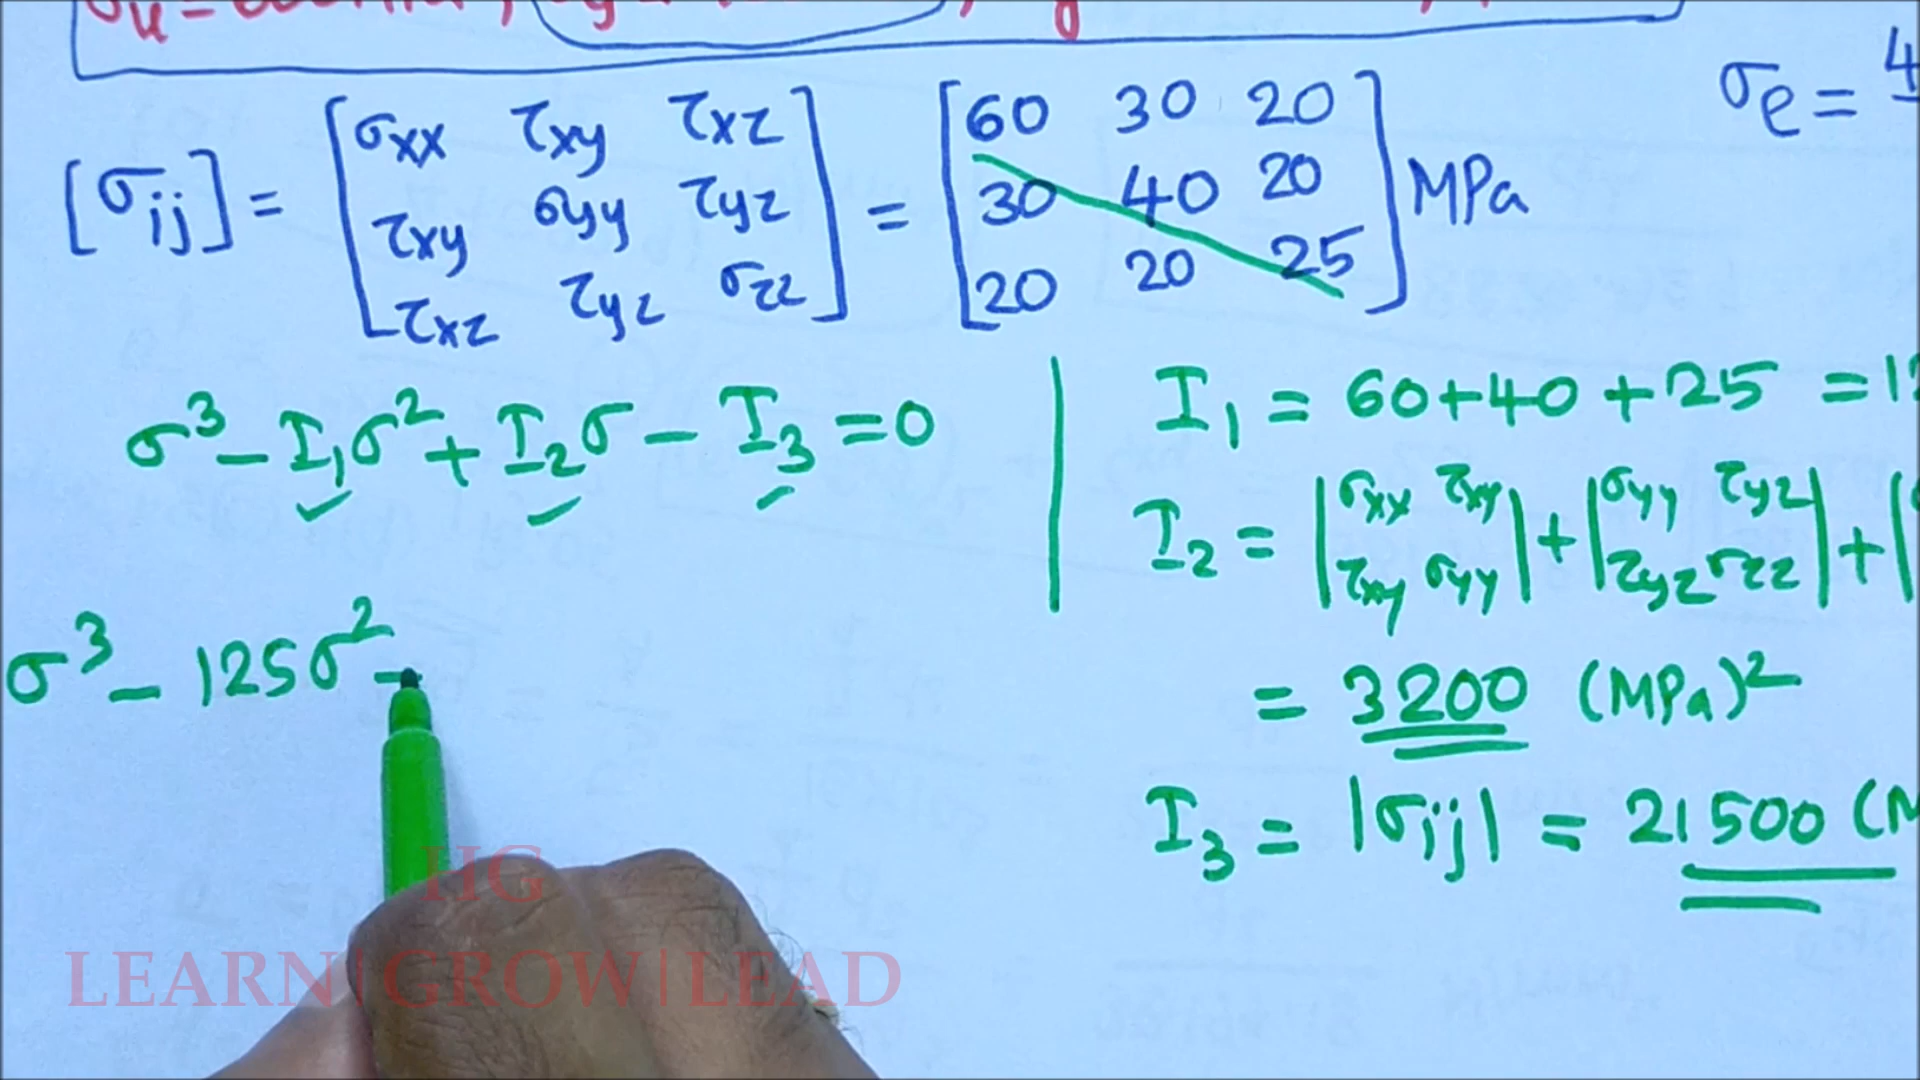 [σij] = [σxx τxy τxz] = [60 30 20] MPa
[τxy σyy τyz] [30 40 20]
[τxz τyz σzz] [20 20 25]
σe = 4
σ³ - I₁σ² + I₂σ - I₃ = 0
σ³ - 125σ² -
I₁ = 60+40+25 = 12
I₂ = |σxx τxy| + |σyy τyz| + |
|τxy σyy| |τyz σzz|
= 3200 (MPa)²
I₃ = |σij| = 21500 (M
HG
LEARN|GROW|LEAD